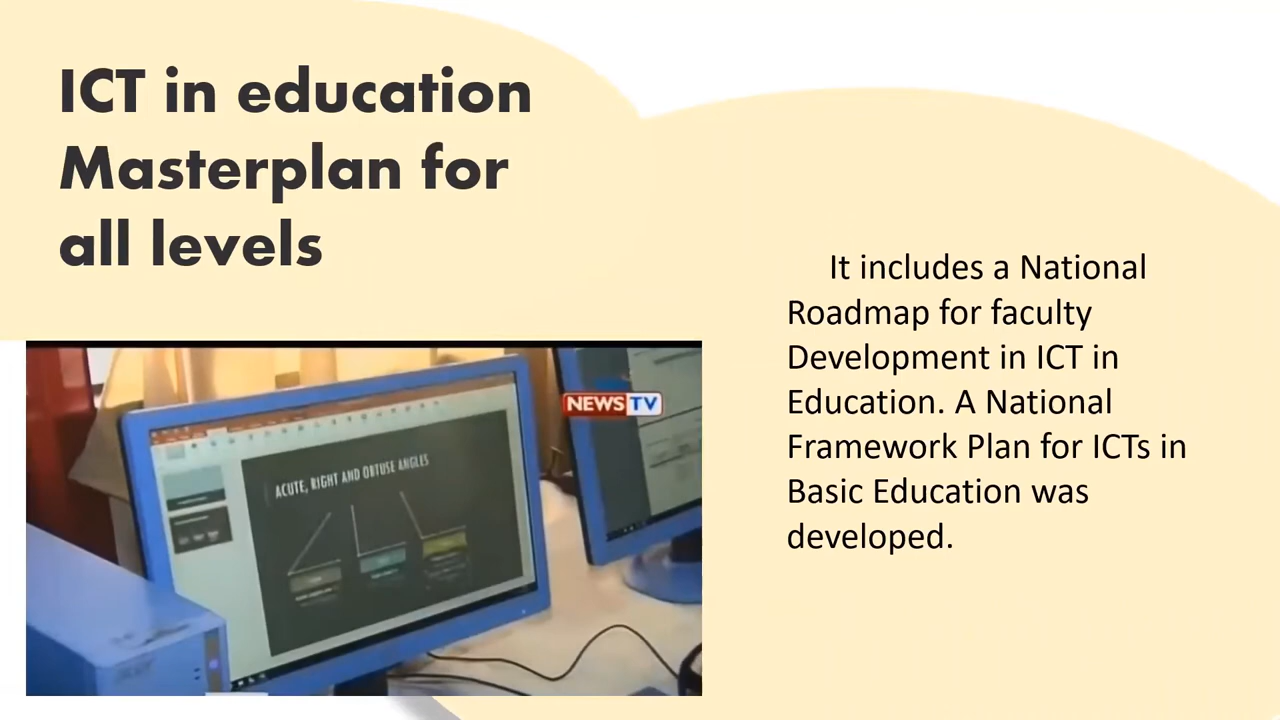 ICT in education
Masterplan for
all levels
It includes a National
Roadmap for faculty
Development in ICT in
Education. A National
Framework Plan for ICTs in
Basic Education was
developed.
NEWS TV
ACUTE, RIGHT AND OBTUSE ANGLES